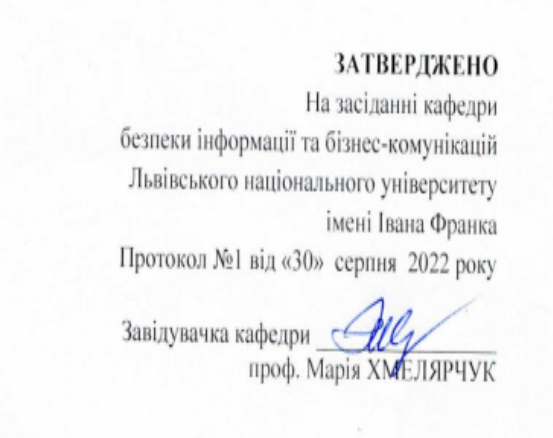 ЗАТВЕРДЖЕНО
На засіданні кафедри
безпеки інформації та бізнес-комунікацій
Львівського національного університету
імені Івана Франка
Протокол №1 від «30» серпня 2022 року
Завідувачка кафедри
проф. Марія ХМЕЛЯРЧУК